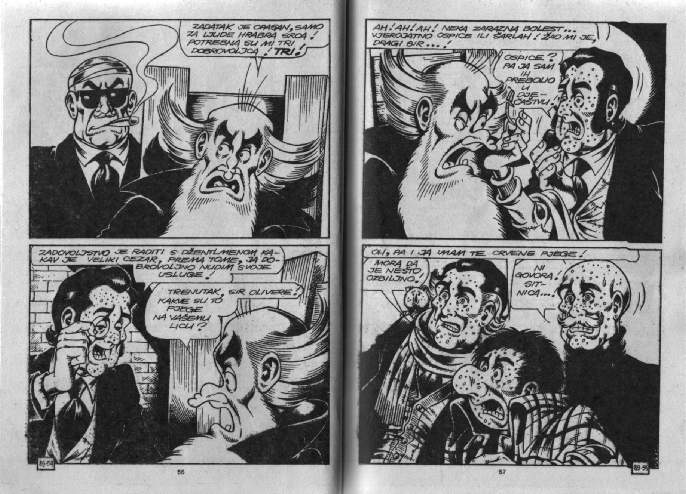 ZADATAK JE OPASAN, SAMO
ZA LJUDE HRABRA SRCA!
POTREBNA SU MI TRI
DOBROVOLJCA! TRI!
ZADOVOLJSTVO JE RADITI S DŽENTLMENOM KA-
KAV JE VELIKI CEZAR, PREMA TOME, JA DO-
BROVOLJNO NUDIM SVOJE
USLUGE!
TRENUTAK, SIR OLIVERE!
KAKVE SU TO
PJEGE
NA VAŠEMU
LICU?
56
AH! AH! AH! NEKA ZARAZNA BOLEST...
VJEROJATNO OSPICE ILI ŠARLAH! ŽAO MI JE,
DRAGI SIR...!
OSPICE?
PA JA SAM
IH
PREBOLIO
U
DJE-
ČAŠTVU!
OH, PA I JA IMAM TE CRVENE PJEGE!
MORA DA
JE NEŠTO
OZBILJNO!
NI
GOVORA!
SIT-
NICA...!
57